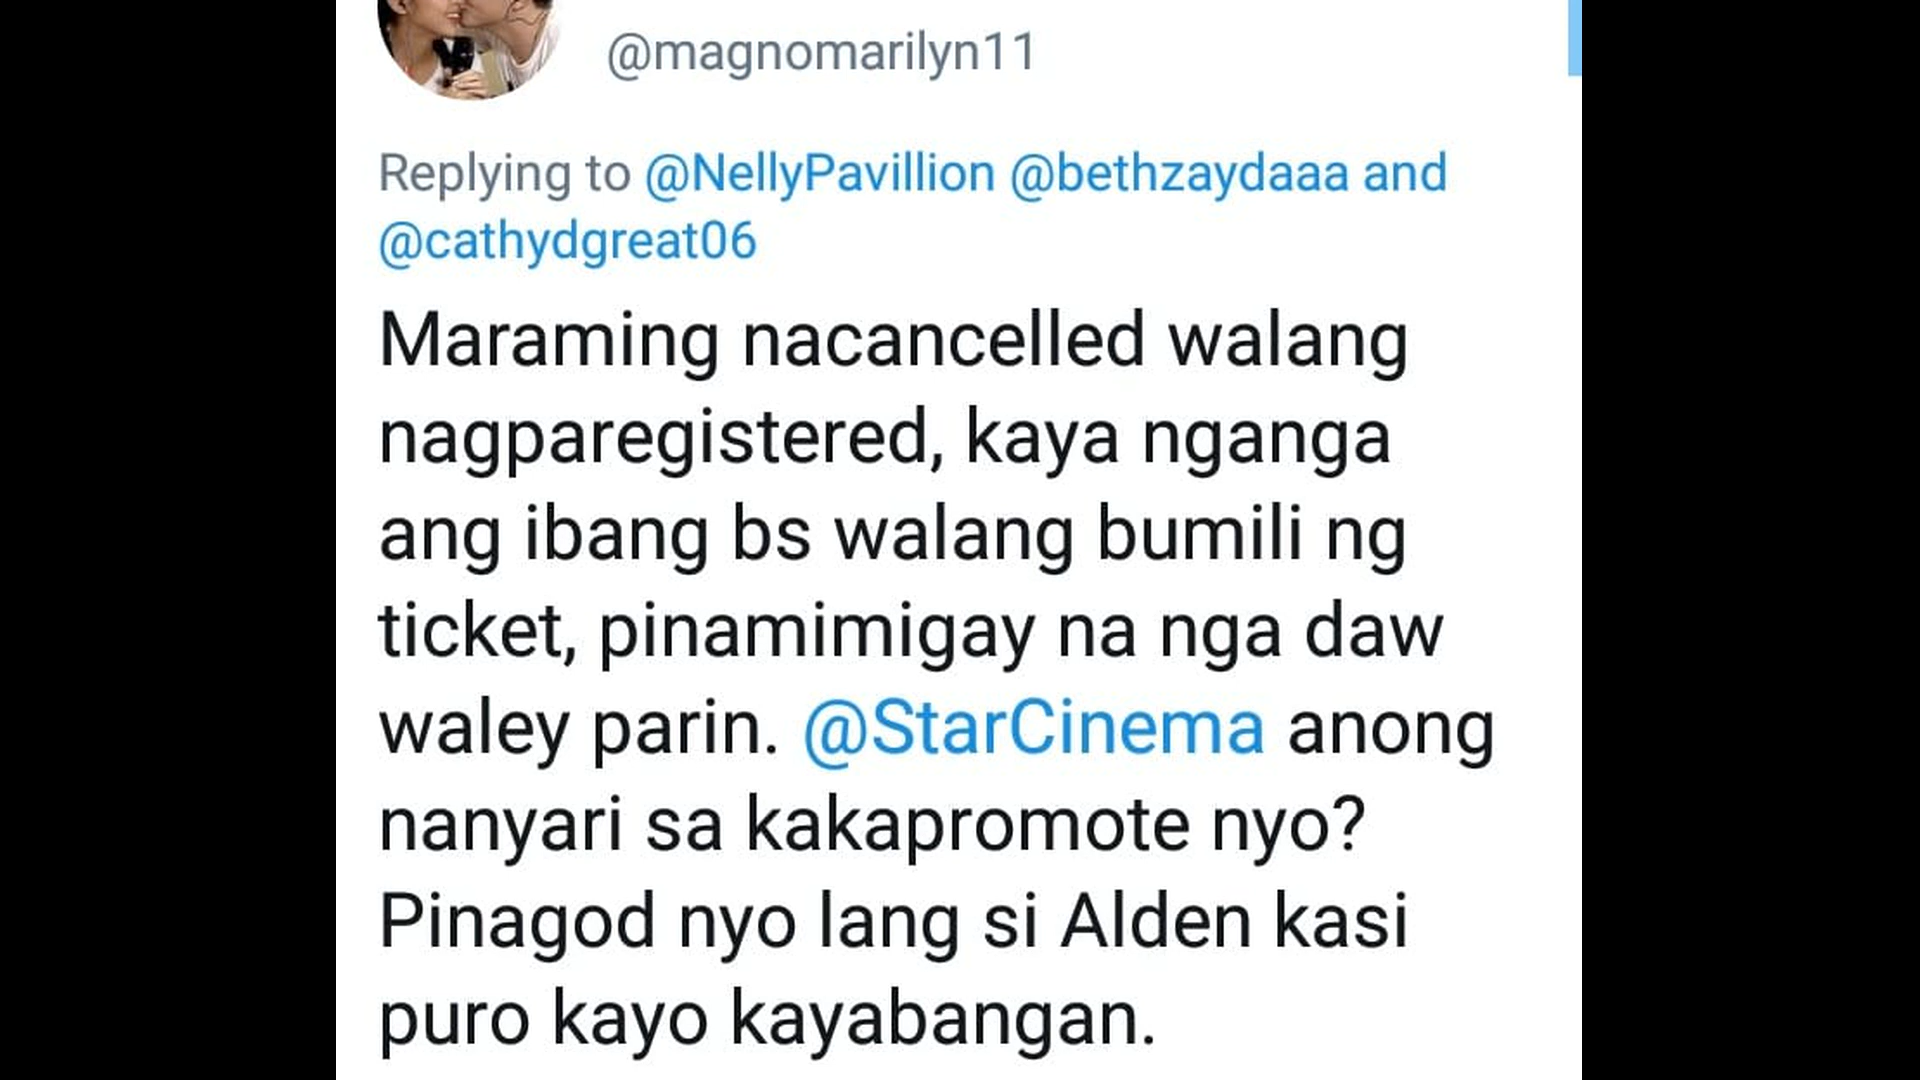 @magnomarilyn11
Replying to @NellyPavillion @bethzaydaaa and
@cathydgreat06
Maraming nacancelled walang
nagparegistered, kaya nganga
ang ibang bs walang bumili ng
ticket, pinamimigay na nga daw
waley parin. @StarCinema anong
nanyari sa kakapromote nyo?
Pinagod nyo lang si Alden kasi
puro kayo kayabangan.